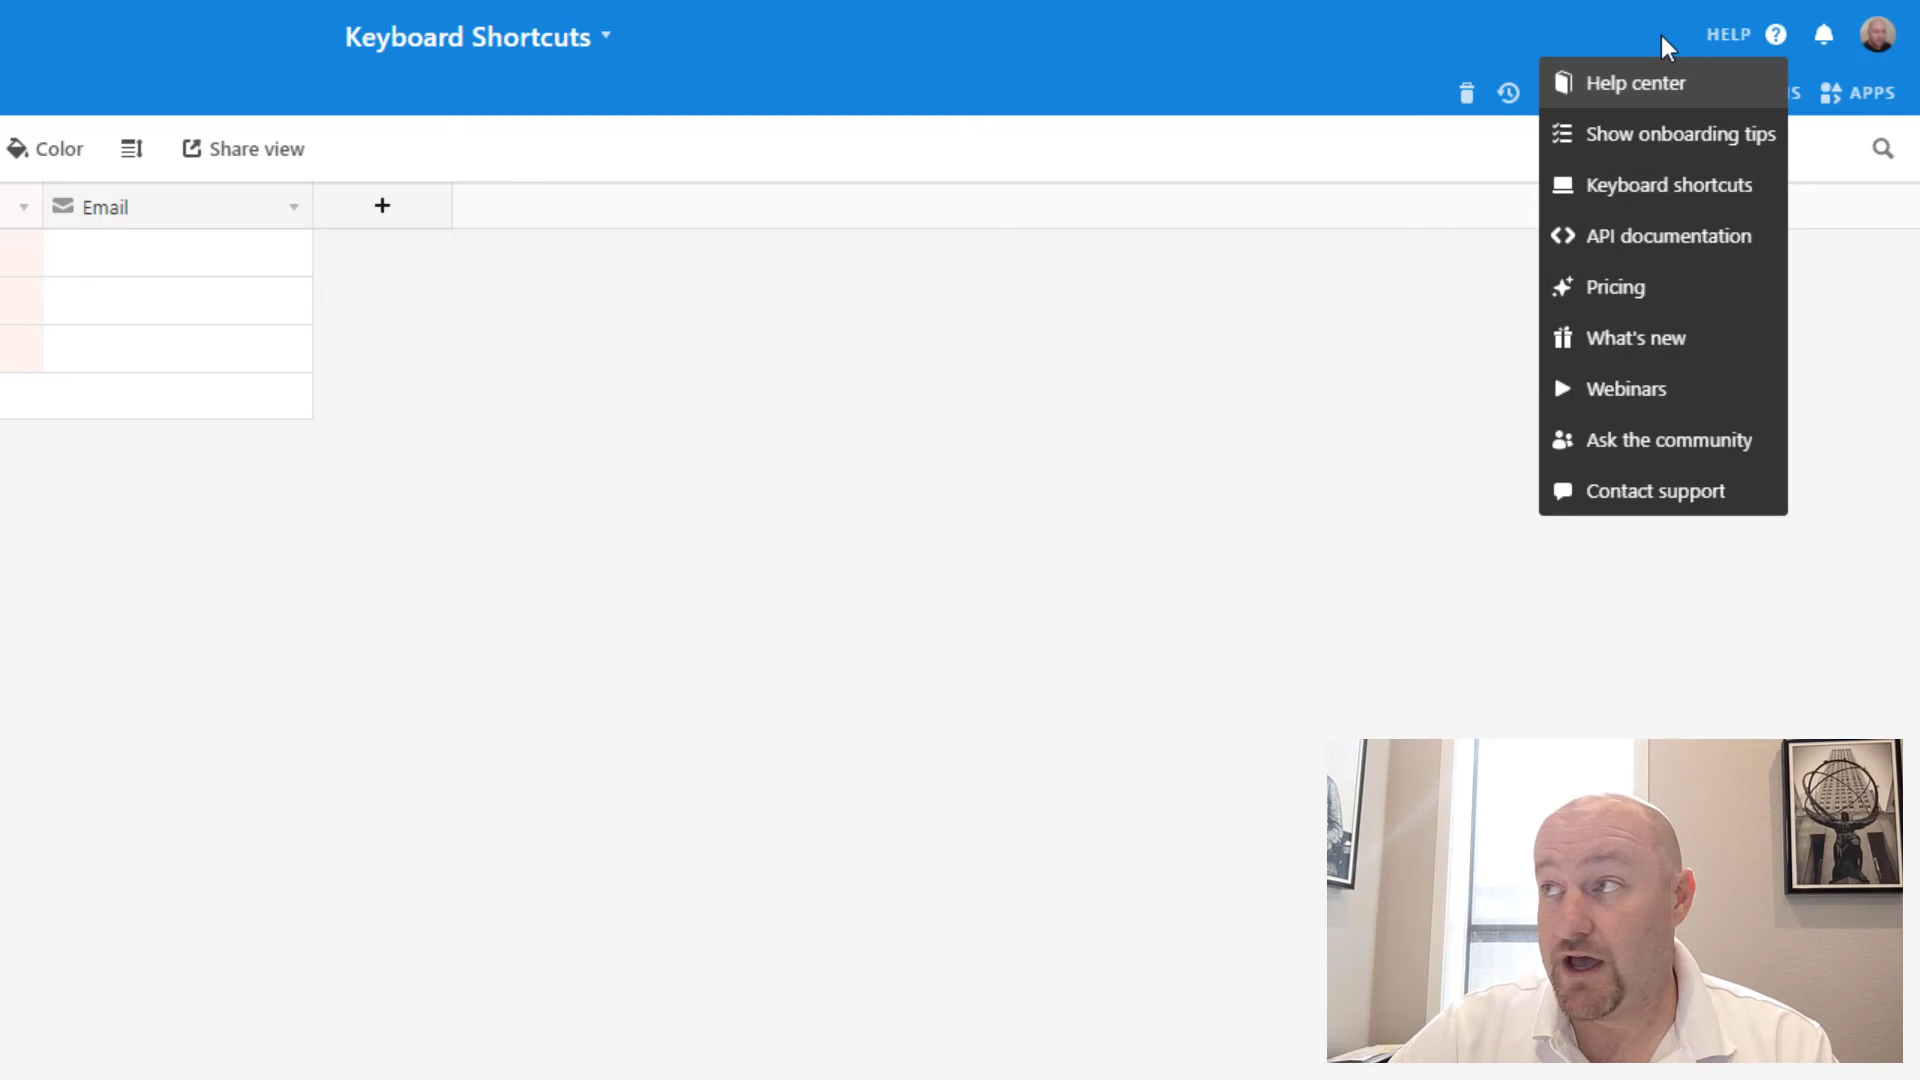 Keyboard Shortcuts
HELP
S
APPS
Color
Share view
Email
Help center
Show onboarding tips
Keyboard shortcuts
API documentation
Pricing
What's new
Webinars
Ask the community
Contact support